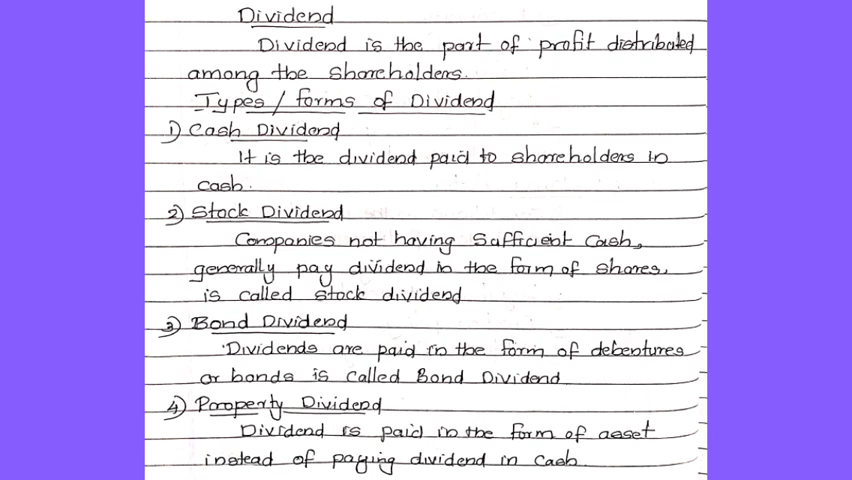 Dividend
Dividend is the part of profit distributed
among the shareholders.
Types / forms of Dividend
1) Cash Dividend
It is the dividend paid to shareholders in
cash.
2) Stock Dividend
Companies not having sufficient cash,
generally pay dividend in the form of shares,
is called stock dividend
3) Bond Dividend
Dividends are paid in the form of debentures
or bonds is called Bond Dividend
4) Property Dividend
Dividend is paid in the form of asset
instead of paying dividend in cash.